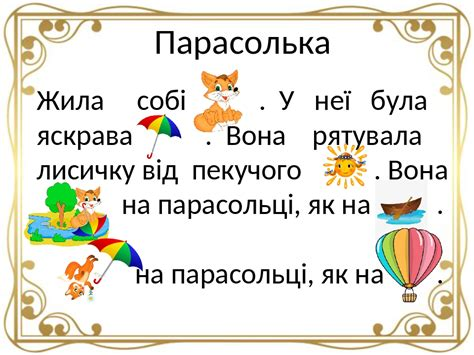 Парасолька
Жила собі . У неї була
яскрава . Вона рятувала
лисичку від пекучого . Вона
на парасольці, як на .
на парасольці, як на .